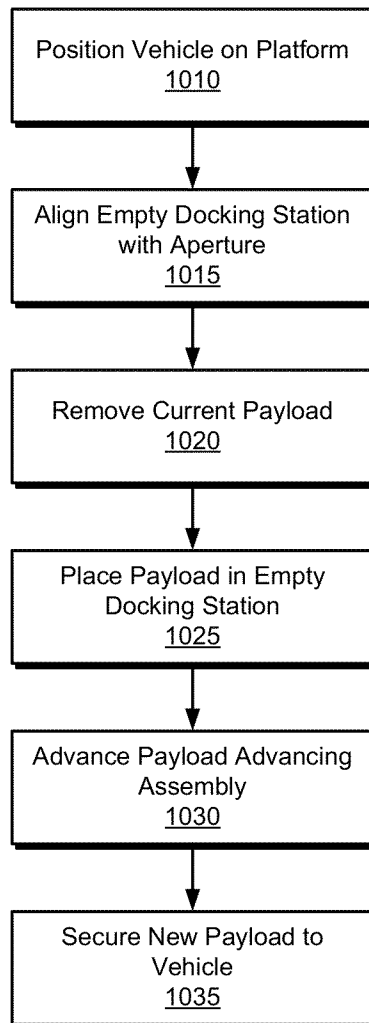 Position Vehicle on Platform
1010
Align Empty Docking Station
with Aperture
1015
Remove Current Payload
1020
Place Payload in Empty
Docking Station
1025
Advance Payload Advancing
Assembly
1030
Secure New Payload to
Vehicle
1035